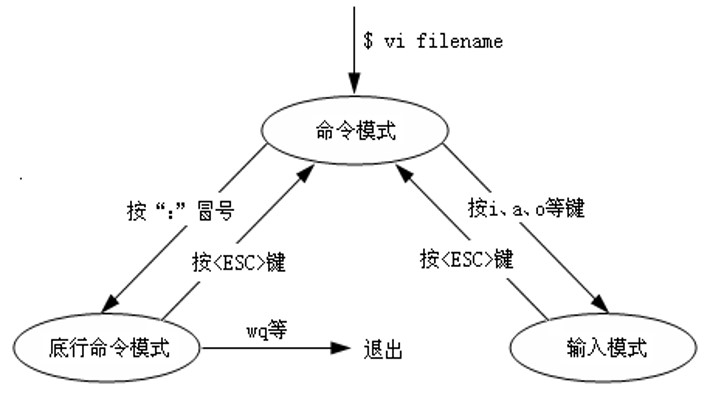 $ vi filename
命令模式
按“:”冒号
按i、a、o等键
按<ESC>键
按<ESC>键
底行命令模式
wq等
退出
输入模式